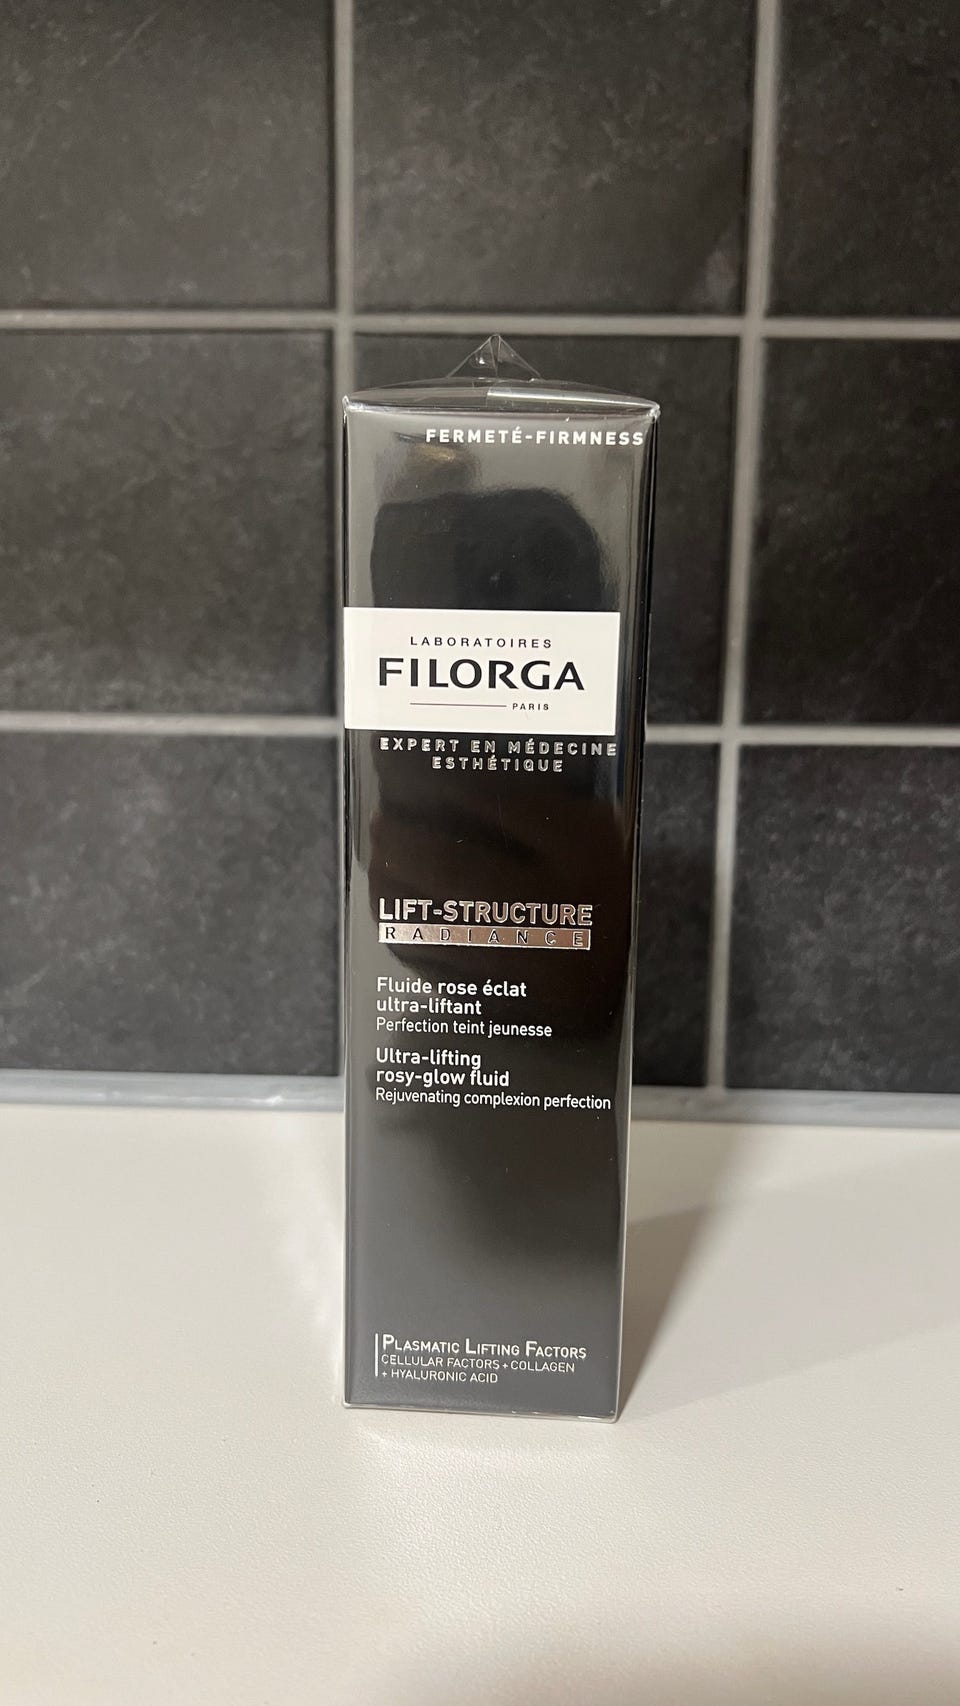 FERMETÉ-FIRMNESS
LABORATOIRES
FILORGA
PARIS
EXPERT EN MÉDECINE
ESTHÉTIQUE
LIFT-STRUCTURE
RADIANCE
Fluide rose éclat
ultra-liftant
Perfection teint jeunesse
Ultra-lifting
rosy-glow fluid
Rejuvenating complexion perfection
PLASMATIC LIFTING FACTORS
CELLULAR FACTORS + COLLAGEN
+ HYALURONIC ACID